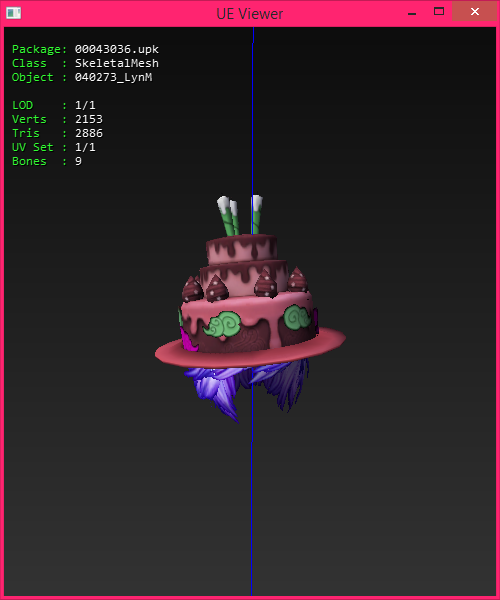 UE Viewer
Package: 00043036.upk
Class  : SkeletalMesh
Object : 040273_LynM
LOD    : 1/1
Verts  : 2153
Tris   : 2886
UV Set : 1/1
Bones  : 9